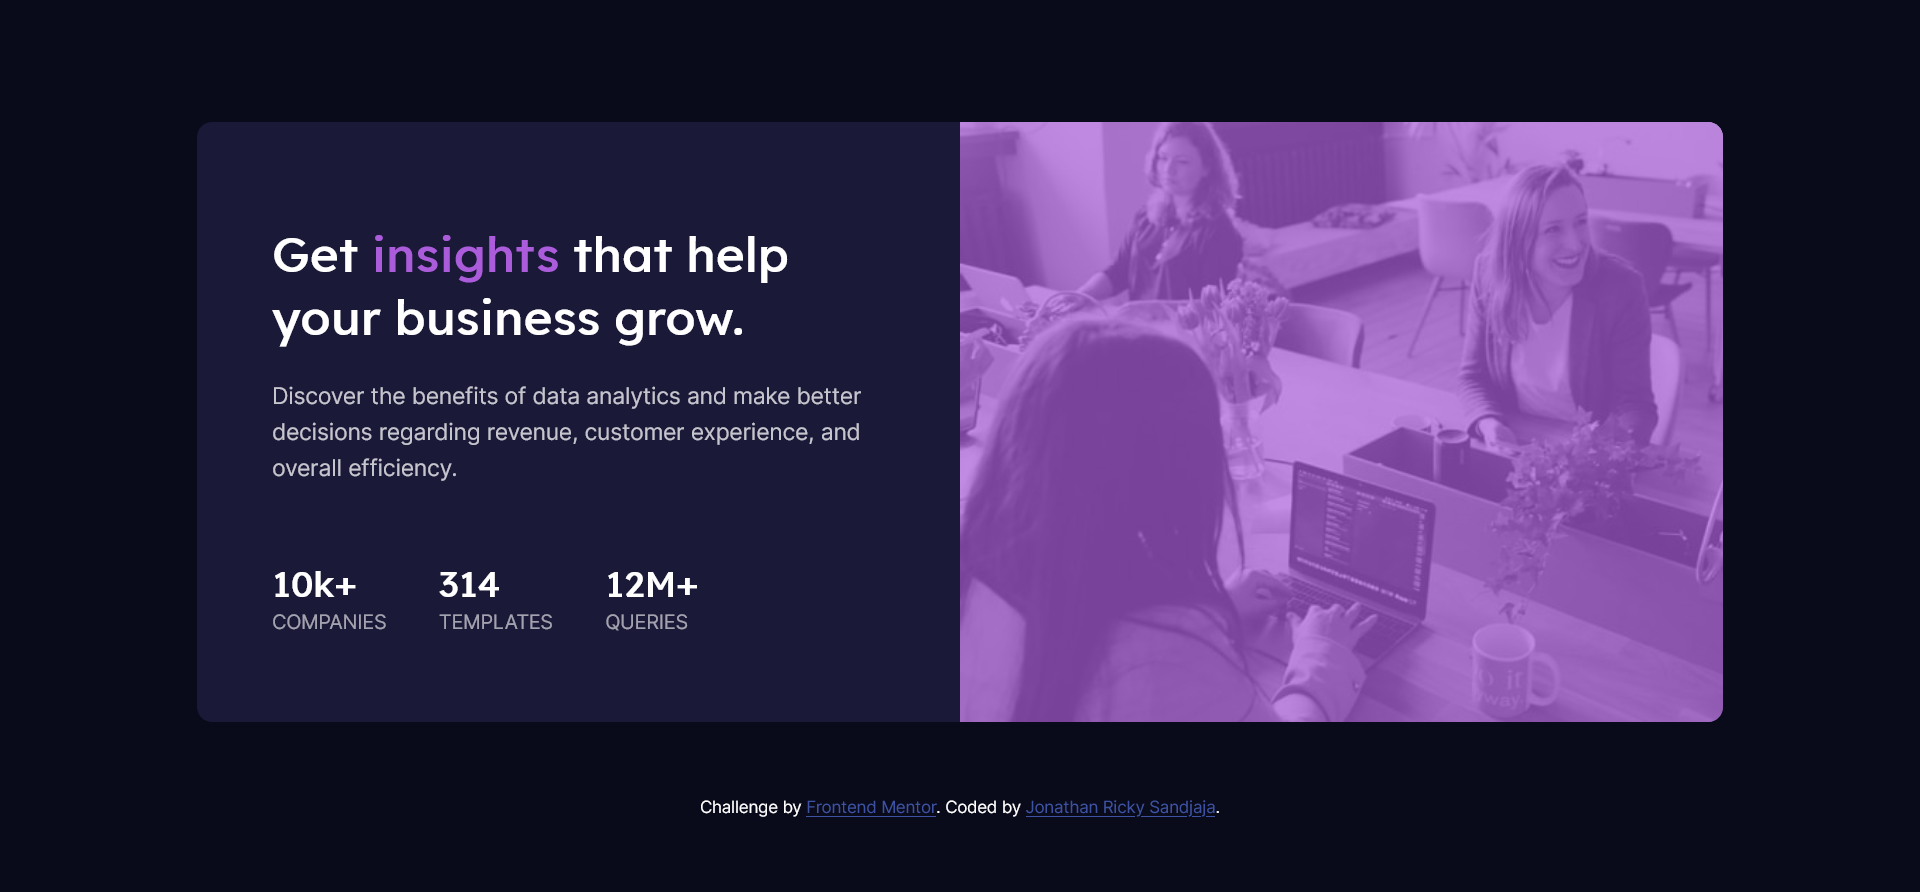 Get insights that help
your business grow.
Discover the benefits of data analytics and make better
decisions regarding revenue, customer experience, and
overall efficiency.
10k+
COMPANIES
314
TEMPLATES
12M+
QUERIES
Challenge by Frontend Mentor. Coded by Jonathan Ricky Sandjaja.